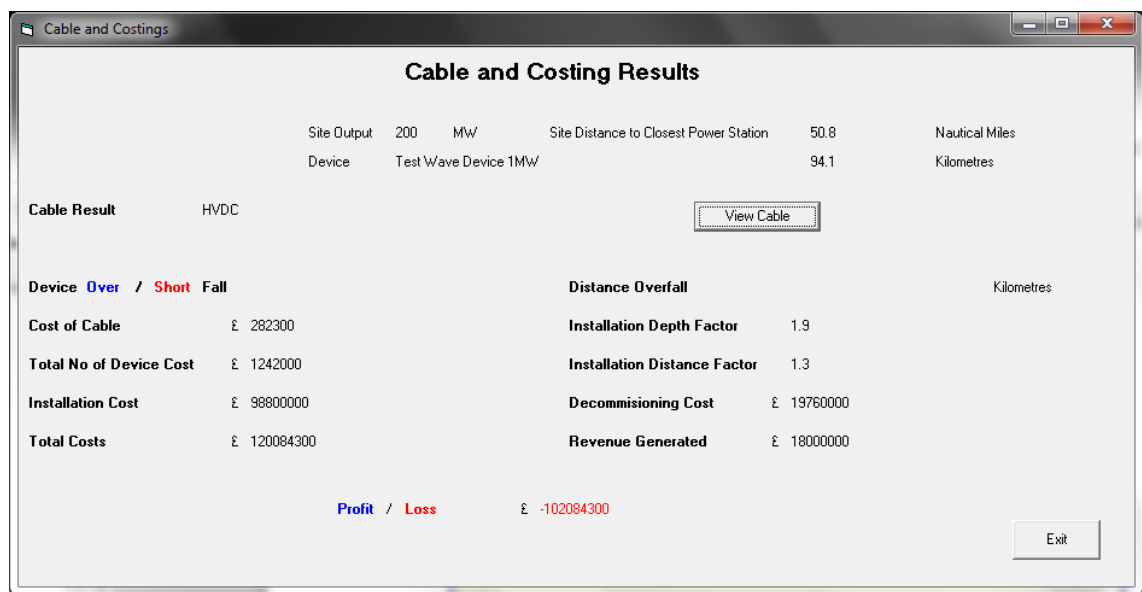 Cable and Costings
Cable and Costing Results
Site Output 200 MW Site Distance to Closest Power Station 50.8 Nautical Miles
Device Test Wave Device 1MW 94.1 Kilometres
Cable Result HVDC View Cable
Device Over / Short Fall Distance Overfall Kilometres
Cost of Cable £ 282300 Installation Depth Factor 1.9
Total No of Device Cost £ 1242000 Installation Distance Factor 1.3
Installation Cost £ 98800000 Decommisioning Cost £ 19760000
Total Costs £ 120084300 Revenue Generated £ 18000000
Profit / Loss £ -102084300
Exit